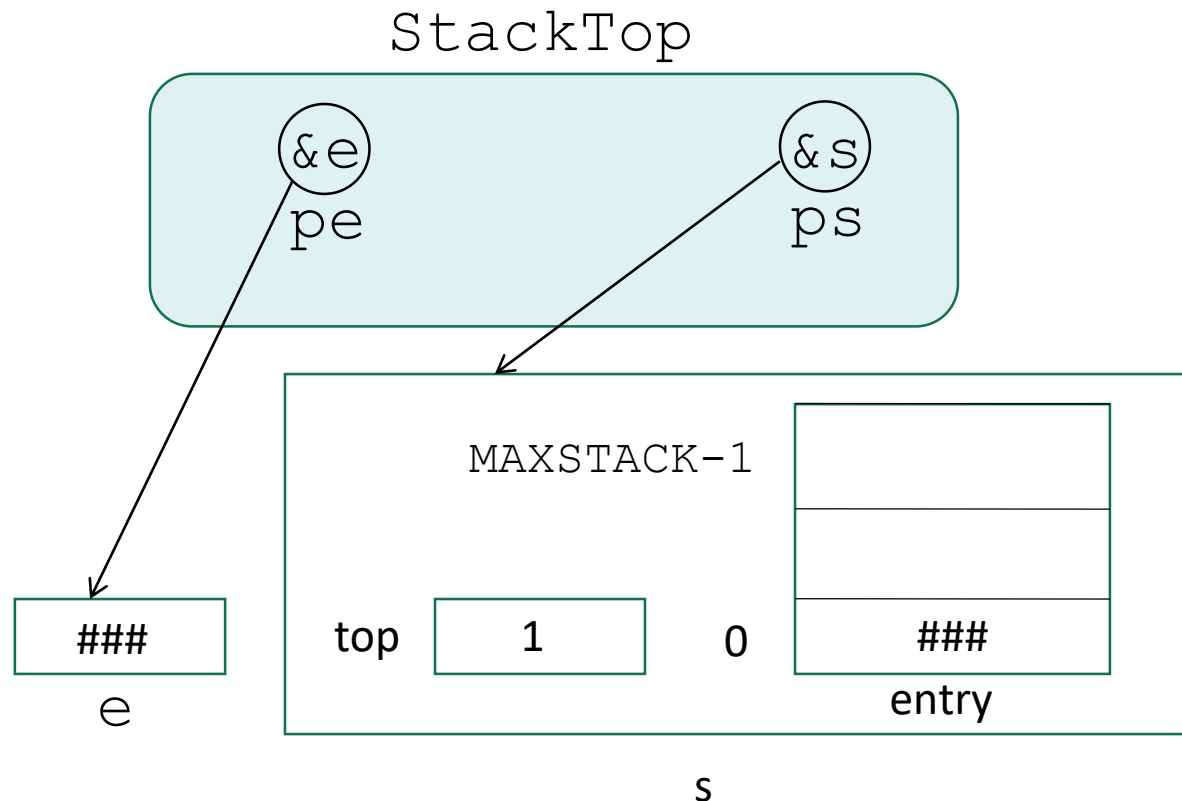 StackTop
&e &s
pe ps
MAXSTACK-1
### top 1 0 ###
e entry
s